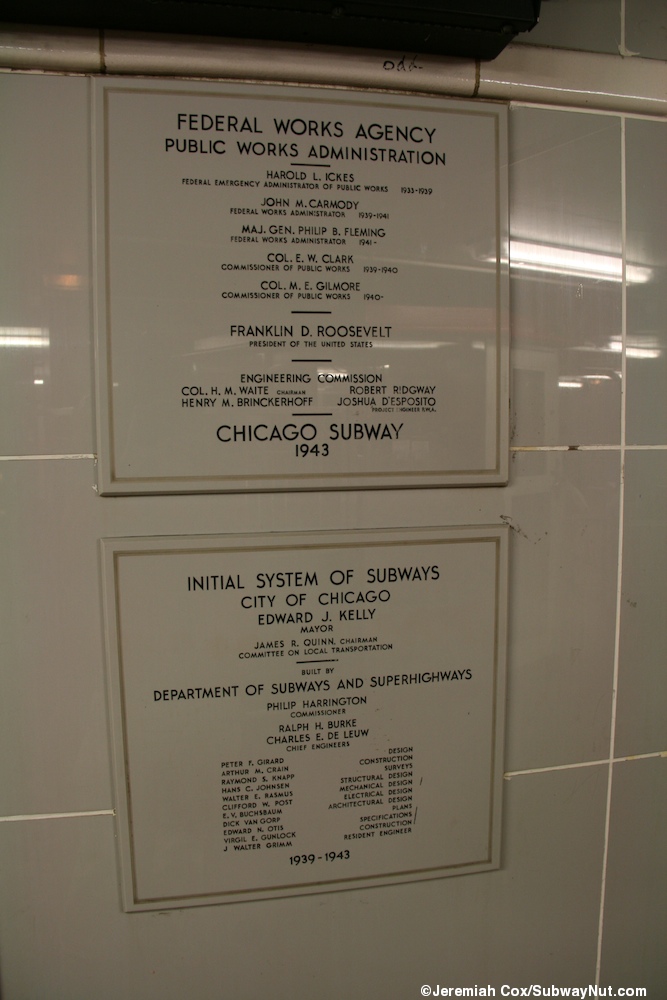 Odd-
FEDERAL WORKS AGENCY
PUBLIC WORKS ADMINISTRATION
HAROLD L. ICKES
FEDERAL EMERGENCY ADMINISTRATOR OF PUBLIC WORKS 1933-1939
JOHN M. CARMODY
FEDERAL WORKS ADMINISTRATOR 1939-1941
MAJ. GEN. PHILIP B. FLEMING
FEDERAL WORKS ADMINISTRATOR 1941-
COL. E. W. CLARK
COMMISSIONER OF PUBLIC WORKS 1939-1940
COL. M. E. GILMORE
COMMISSIONER OF PUBLIC WORKS 1940-
FRANKLIN D. ROOSEVELT
PRESIDENT OF THE UNITED STATES
ENGINEERING COMMISSION
COL. H. M. WAITE CHAIRMAN ROBERT RIDGWAY
HENRY M. BRINCKERHOFF JOSHUA D'ESPOSITO
PROJECT ENGINEER P.W.A.
CHICAGO SUBWAY
1943
INITIAL SYSTEM OF SUBWAYS
CITY OF CHICAGO
EDWARD J. KELLY
MAYOR
JAMES R. QUINN, CHAIRMAN
COMMITTEE ON LOCAL TRANSPORTATION
BUILT BY
DEPARTMENT OF SUBWAYS AND SUPERHIGHWAYS
PHILIP HARRINGTON
COMMISSIONER
RALPH H. BURKE
CHARLES E. DE LEUW
CHIEF ENGINEERS
PETER F. GIRARD DESIGN
ARTHUR M. CRAIN CONSTRUCTION
RAYMOND S. KNAPP SURVEYS
HANS C. JOHNSEN STRUCTURAL DESIGN
WALTER E. RASMUS MECHANICAL DESIGN
CLIFFORD W. POST ELECTRICAL DESIGN
E. V. BUCHSBAUM ARCHITECTURAL DESIGN
DICK VAN GORP PLANS
EDWARD N. OTIS SPECIFICATIONS
VIRGIL E. GUNLOCK CONSTRUCTION
J WALTER GRIMM RESIDENT ENGINEER
1939-1943
©Jeremiah Cox/SubwayNut.com